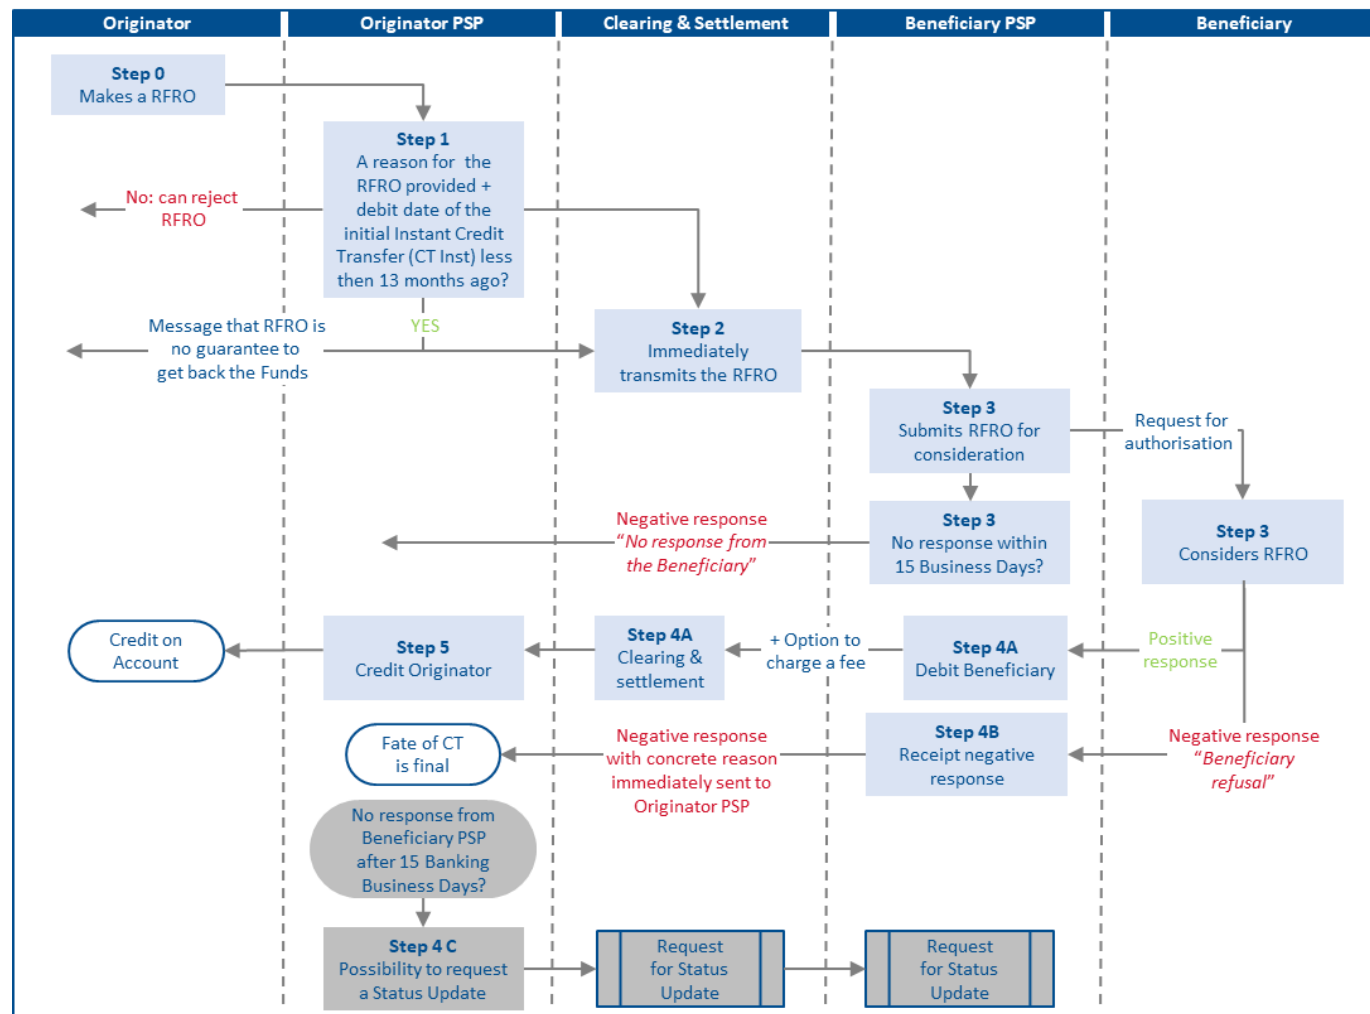 Originator
Originator PSP
Clearing & Settlement
Beneficiary PSP
Beneficiary
Step 0
Makes a RFRO
Step 1
A reason for the
RFRO provided +
debit date of the
initial Instant Credit
Transfer (CT Inst) less
then 13 months ago?
No: can reject
RFRO
YES
Message that RFRO is
no guarantee to
get back the Funds
Step 2
Immediately
transmits the RFRO
Step 3
Submits RFRO for
consideration
Request for
authorisation
Step 3
No response within
15 Business Days?
Negative response
“No response from
the Beneficiary”
Step 3
Considers RFRO
Positive
response
Step 4A
Debit Beneficiary
+ Option to
charge a fee
Step 4A
Clearing &
settlement
Step 5
Credit Originator
Credit on
Account
Negative response
“Beneficiary
refusal”
Step 4B
Receipt negative
response
Negative response
with concrete reason
immediately sent to
Originator PSP
Fate of CT
is final
No response from
Beneficiary PSP
after 15 Banking
Business Days?
Step 4 C
Possibility to request
a Status Update
Request
for Status
Update
Request
for Status
Update